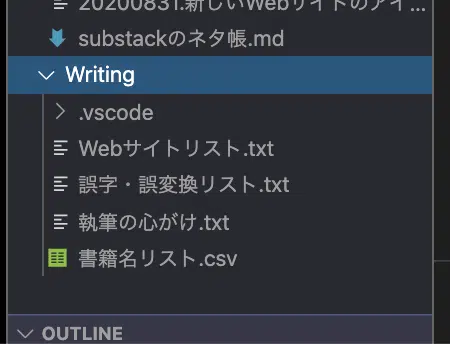 20200831.新しいWebサイトのアイ...
substackのネタ帳.md
Writing
.vscode
Webサイトリスト.txt
誤字・誤変換リスト.txt
執筆の心がけ.txt
書籍名リスト.csv
OUTLINE